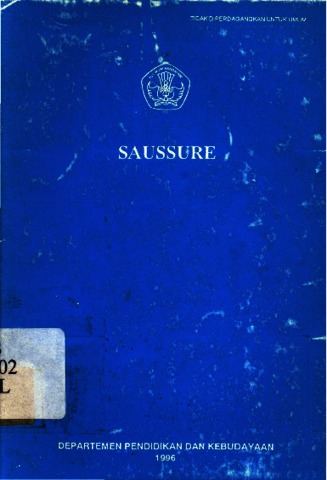 TIDAK DIPERDAGANGKAN UNTUK UMUM
SAUSSURE
02
L
DEPARTEMEN PENDIDIKAN DAN KEBUDAYAAN
1996